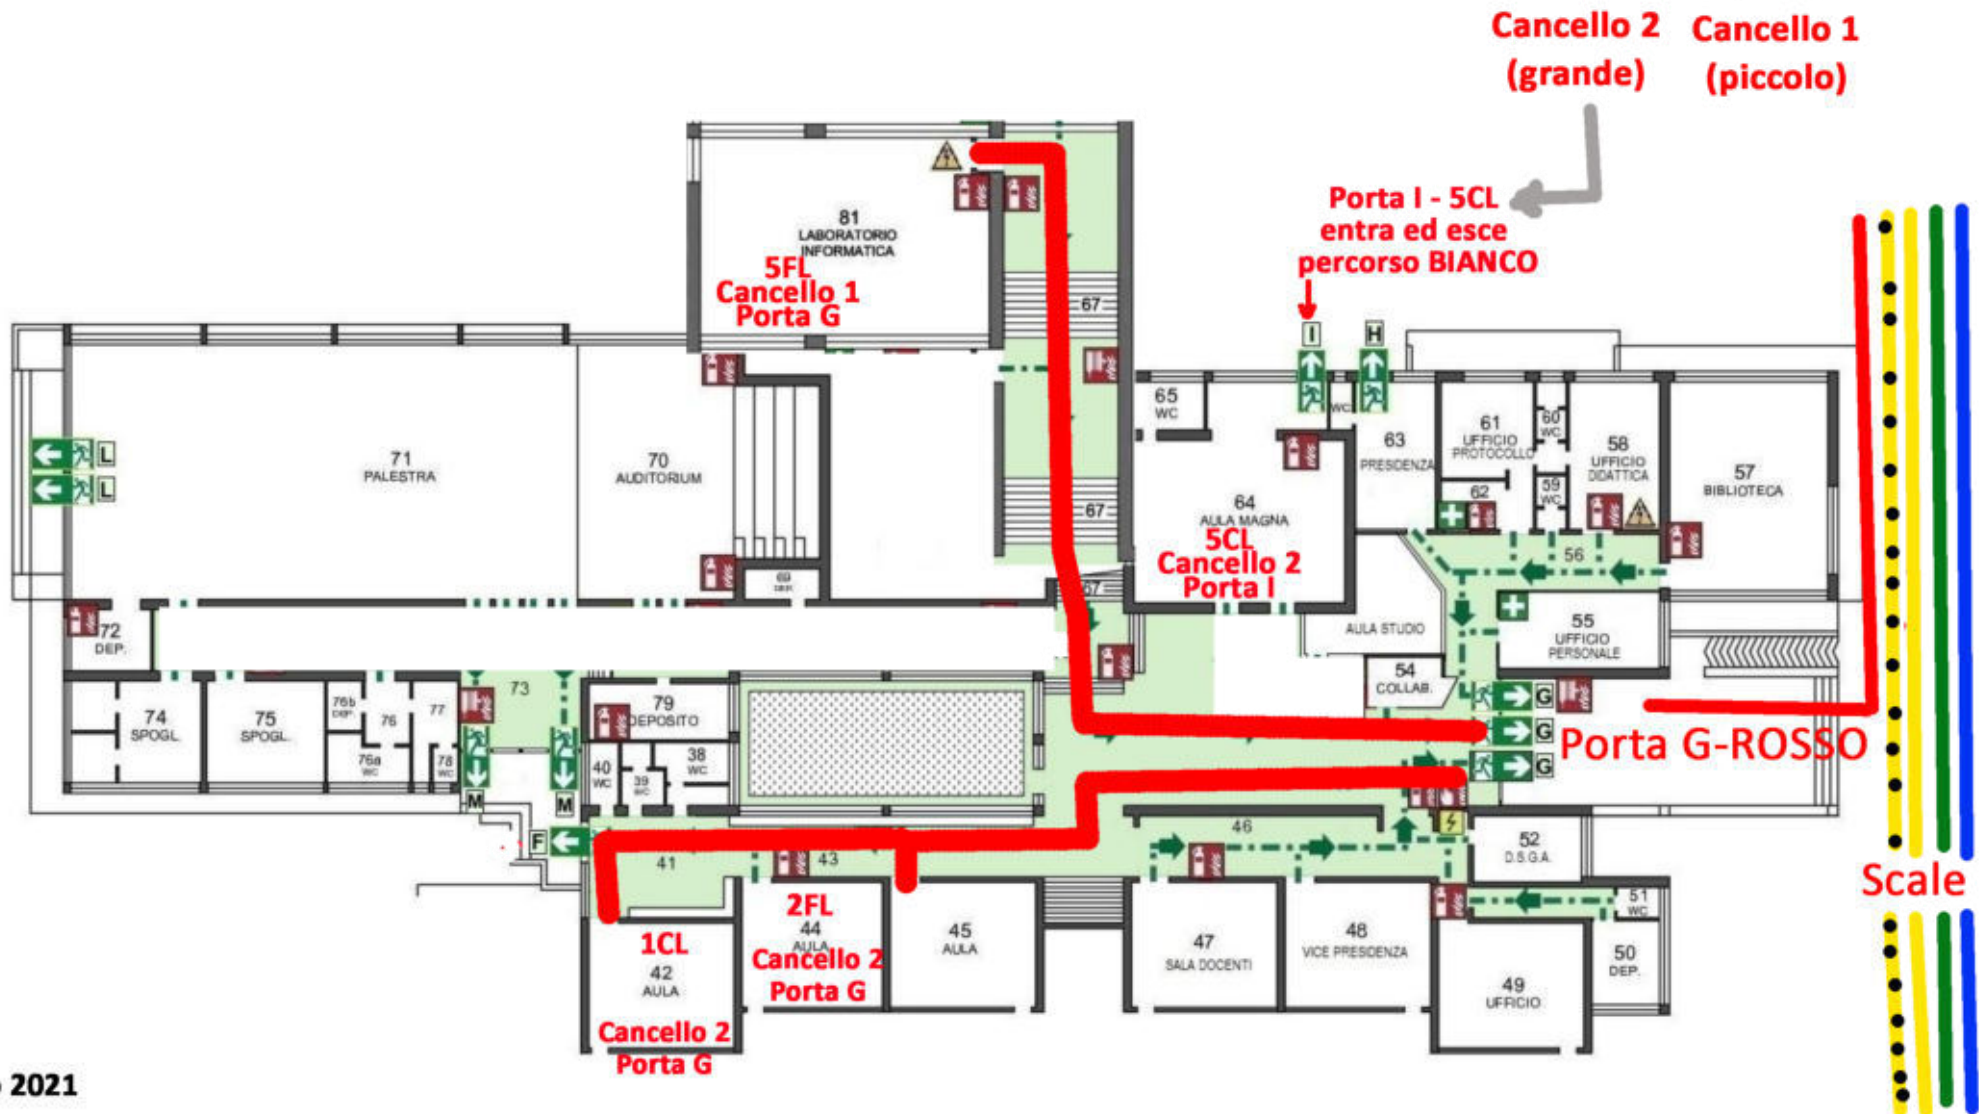 Cancello 2
(grande)
Cancello 1
(piccolo)
Porta I - 5CL
entra ed esce
percorso BIANCO
81
LABORATORIO
INFORMATICA
5FL
Cancello 1
Porta G
67
I
H
65
WC
WC
63
PRESIDENZA
61
UFFICIO
PROTOCOLLO
60
WC
58
UFFICIO
DIDATTICA
57
BIBLIOTECA
62
59
WC
L
L
71
PALESTRA
70
AUDITORIUM
67
64
AULA MAGNA
5CL
Cancello 2
Porta I
56
69
DEP.
67
72
DEP.
AULA STUDIO
55
UFFICIO
PERSONALE
54
COLLAB.
74
SPOGL.
75
SPOGL.
76b
DEP.
76
77
73
76a
WC
78
WC
79
DEPOSITO
40
WC
39
WC
38
WC
G
G
G
Porta G-ROSSO
M
M
F
41
43
46
52
D.S.G.A.
Scale
51
WC
1CL
42
AULA
Cancello 2
Porta G
2FL
44
AULA
Cancello 2
Porta G
45
AULA
47
SALA DOCENTI
48
VICE PRESIDENZA
49
UFFICIO
50
DEP.
2021